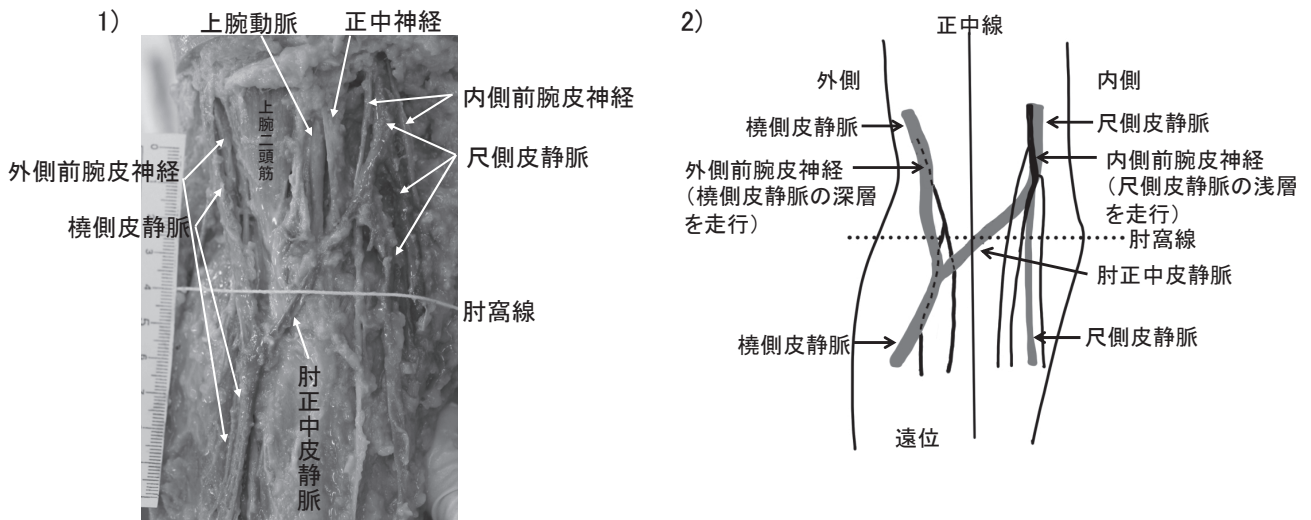 1)
上腕動脈
正中神経
上腕二頭筋
内側前腕皮神経
尺側皮静脈
外側前腕皮神経
橈側皮静脈
肘窩線
肘正中皮静脈
2)
正中線
外側
内側
橈側皮静脈
外側前腕皮神経
(橈側皮静脈の深層
を走行)
尺側皮静脈
内側前腕皮神経
(尺側皮静脈の浅層
を走行)
肘窩線
肘正中皮静脈
橈側皮静脈
尺側皮静脈
遠位